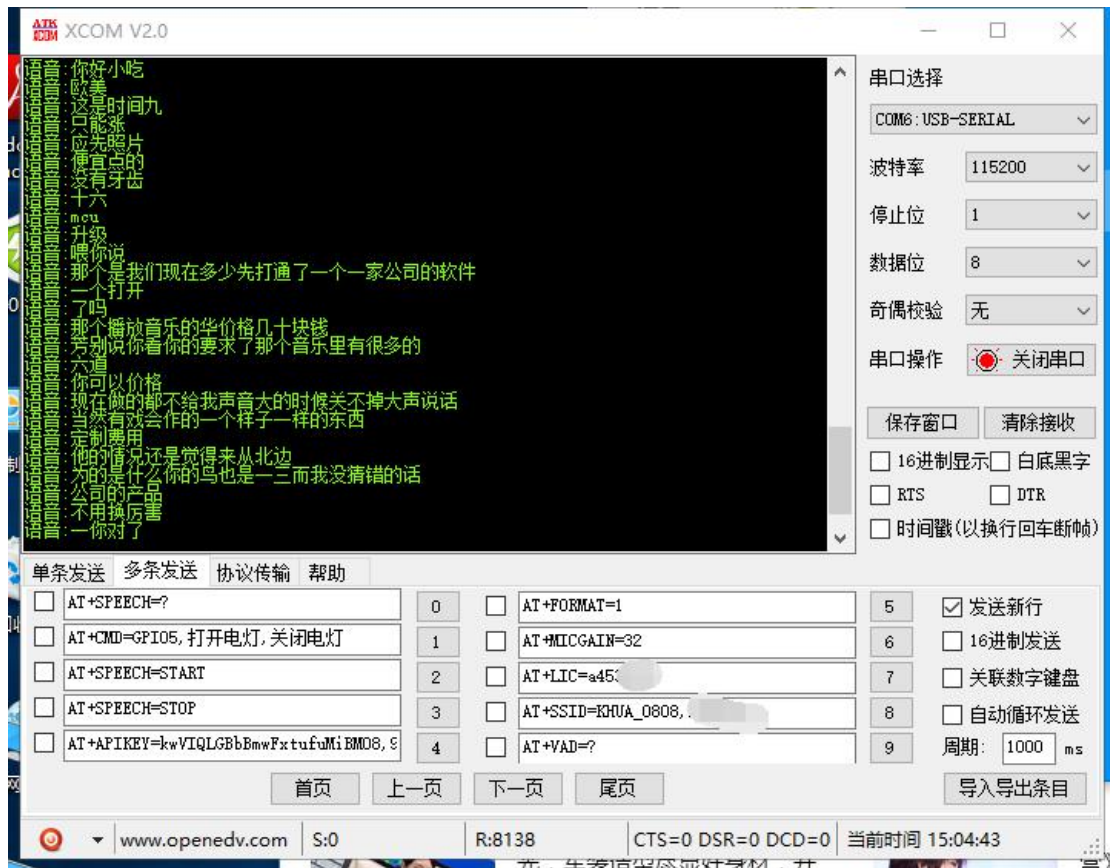 ATK
XCOM
XCOM V2.0
语音:你好小吃
语音:欧美
语音:这是时间九
语音:只能涨
语音:应先照片
语音:便宜点的
语音:没有牙齿
语音:十六
语音:mcu
语音:升级
语音:喂你说
语音:那个是我们现在多少先打通了一个一家公司的软件
语音:一个打开
语音:了吗
语音:那个播放音乐的华价格几十块钱
语音:芳别说你看你的要求了那个音乐里有很多的
语音:六道
语音:你可以价格
语音:现在做的都不给我声音大的时候关不掉大声说话
语音:当然有戏会作的一个样子一样的东西
语音:定制费用
语音:他的情况还是觉得来从北边
语音:为的是什么你的鸟也是一三而我没猜错的话
语音:公司的产品
语音:不用换厉害
语音:一你对了
串口选择
COM6:USB-SERIAL
波特率 115200
停止位 1
数据位 8
奇偶校验 无
串口操作 关闭串口
保存窗口 清除接收
16进制显示 白底黑字
RTS DTR
时间戳(以换行回车断帧)
单条发送 多条发送 协议传输 帮助
AT+SPEECH=? 0 AT+FORMAT=1 5 发送新行
AT+CMD=GPIO5,打开电灯,关闭电灯 1 AT+MICGAIN=32 6 16进制发送
AT+SPEECH=START 2 AT+LIC=a453 7 关联数字键盘
AT+SPEECH=STOP 3 AT+SSID=KHUA_0808, 8 自动循环发送
AT+APIKEY=kwVIQLGBbBmwFxtufuMiBMO8,S 4 AT+VAD=? 9 周期: 1000 ms
首页 上一页 下一页 尾页 导入导出条目
www.openedv.com S:0 R:8138 CTS=0 DSR=0 DCD=0 当前时间 15:04:43